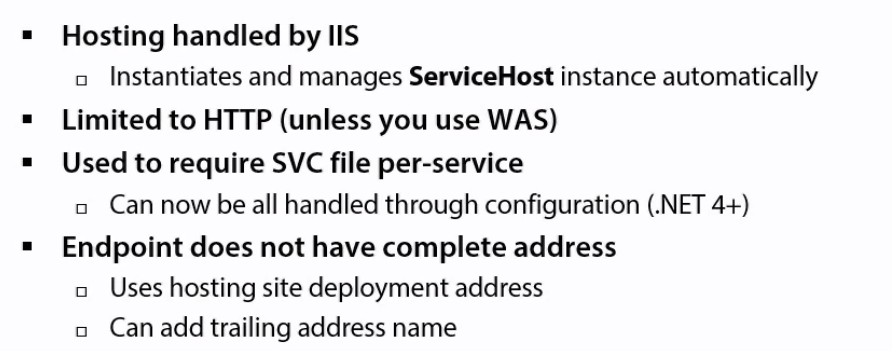 ▪ Hosting handled by IIS
▫ Instantiates and manages ServiceHost instance automatically
▪ Limited to HTTP (unless you use WAS)
▪ Used to require SVC file per-service
▫ Can now be all handled through configuration (.NET 4+)
▪ Endpoint does not have complete address
▫ Uses hosting site deployment address
▫ Can add trailing address name